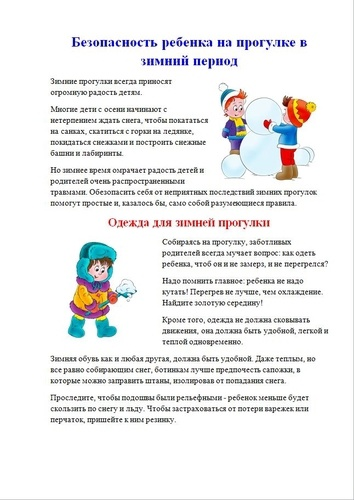 Безопасность ребенка на прогулке в
зимний период
Зимние прогулки всегда приносят
огромную радость детям.
Многие дети с осени начинают с
нетерпением ждать снега, чтобы покататься
на санках, скатиться с горки на ледянке,
покидаться снежками и построить снежные
башни и лабиринты.
Но зимнее время омрачает радость детей и
родителей очень распространенными
травмами. Обезопасить себя от неприятных последствий зимних прогулок
помогут простые и, казалось бы, само собой разумеющиеся правила.
Одежда для зимней прогулки
Собираясь на прогулку, заботливых
родителей всегда мучает вопрос: как одеть
ребенка, чтоб он и не замерз, и не перегрелся?
Надо помнить главное: ребенка не надо
кутать! Перегрев не лучше, чем охлаждение.
Найдите золотую середину!
Кроме того, одежда не должна сковывать
движения, она должна быть удобной, легкой и
теплой одновременно.
Зимняя обувь как и любая другая, должна быть удобной. Даже теплым, но
все равно собирающим снег, ботинкам лучше предпочесть сапожки, в
которые можно заправить штаны, изолировав от попадания снега.
Проследите, чтобы подошвы были рельефными - ребенок меньше будет
скользить по снегу и льду. Чтобы застраховаться от потери варежек или
перчаток, пришейте к ним резинку.